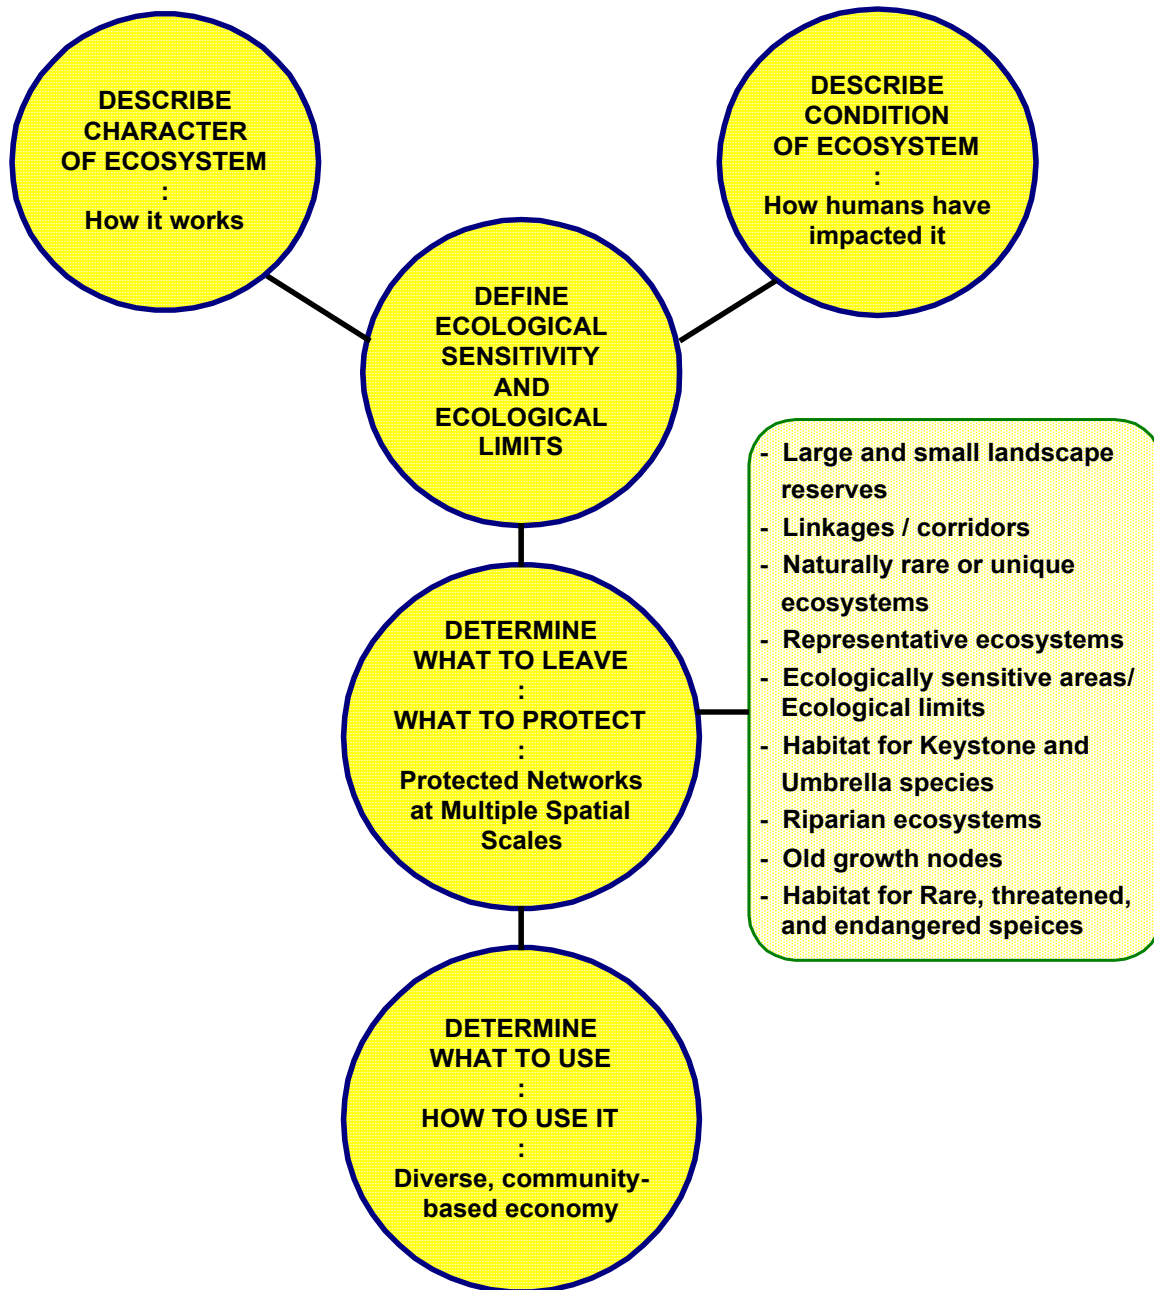 DESCRIBE
CHARACTER
OF ECOSYSTEM
:
How it works
DESCRIBE
CONDITION
OF ECOSYSTEM
:
How humans have
impacted it
DEFINE
ECOLOGICAL
SENSITIVITY
AND
ECOLOGICAL
LIMITS
DETERMINE
WHAT TO LEAVE
:
WHAT TO PROTECT
:
Protected Networks
at Multiple Spatial
Scales
- Large and small landscape
reserves
- Linkages / corridors
- Naturally rare or unique
ecosystems
- Representative ecosystems
- Ecologically sensitive areas/
Ecological limits
- Habitat for Keystone and
Umbrella species
- Riparian ecosystems
- Old growth nodes
- Habitat for Rare, threatened,
and endangered speices
DETERMINE
WHAT TO USE
:
HOW TO USE IT
:
Diverse, community-
based economy